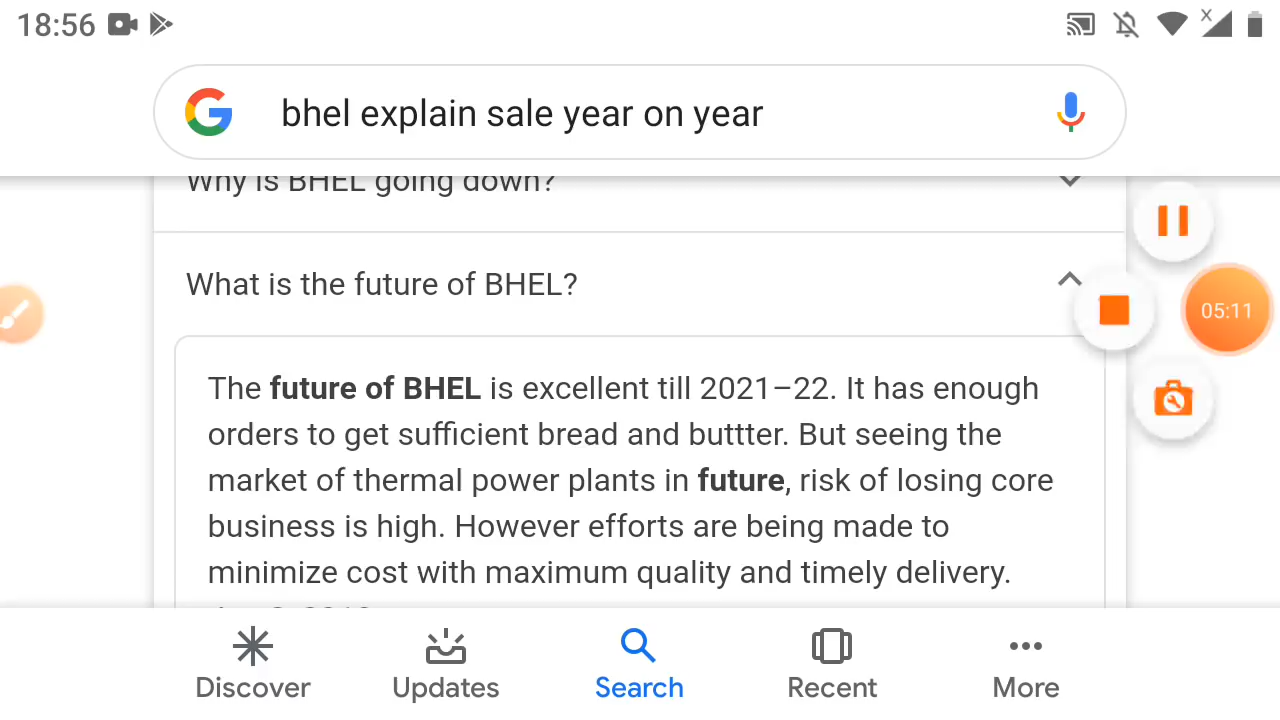 18:56
bhel explain sale year on year
Why is BHEL going down?
What is the future of BHEL?
05:11
The future of BHEL is excellent till 2021–22. It has enough
orders to get sufficient bread and buttter. But seeing the
market of thermal power plants in future, risk of losing core
business is high. However efforts are being made to
minimize cost with maximum quality and timely delivery.
Discover
Updates
Search
Recent
More